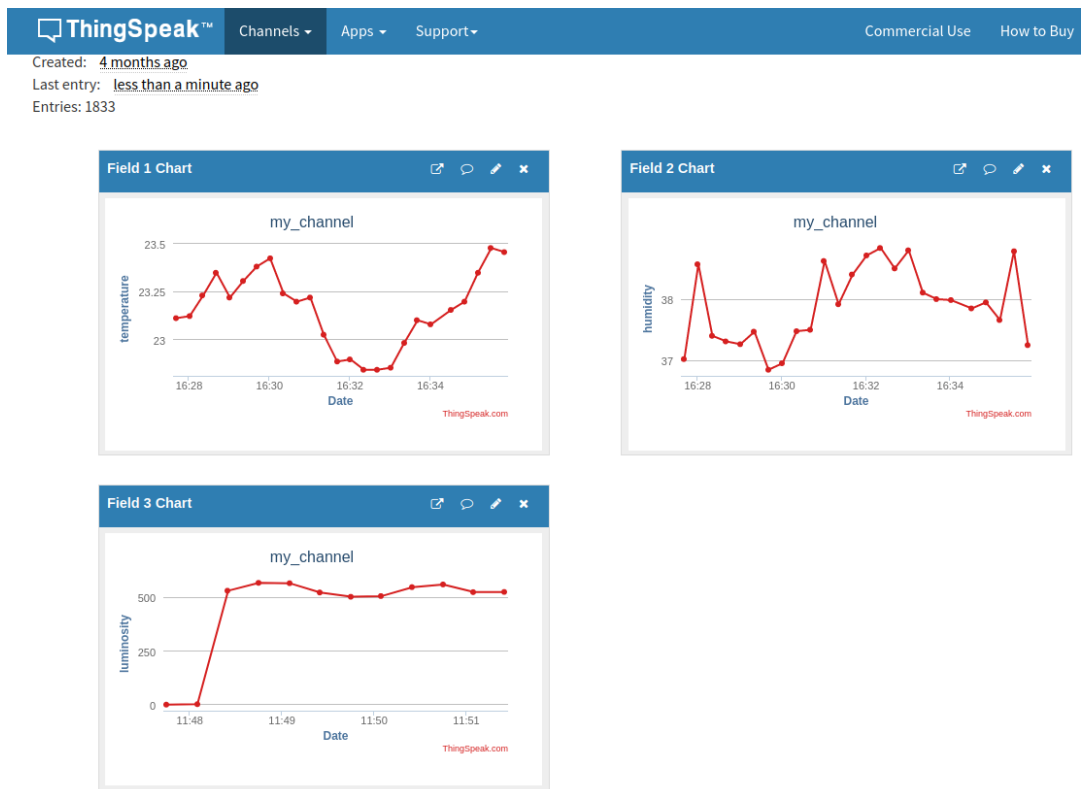 ThingSpeak™ Channels Apps Support Commercial Use How to Buy
Created: 4 months ago
Last entry: less than a minute ago
Entries: 1833
Field 1 Chart
my_channel
temperature
23.5
23.25
23
16:28 16:30 16:32 16:34
Date
ThingSpeak.com
Field 2 Chart
my_channel
humidity
38
37
16:28 16:30 16:32 16:34
Date
ThingSpeak.com
Field 3 Chart
my_channel
luminosity
500
250
0
11:48 11:49 11:50 11:51
Date
ThingSpeak.com